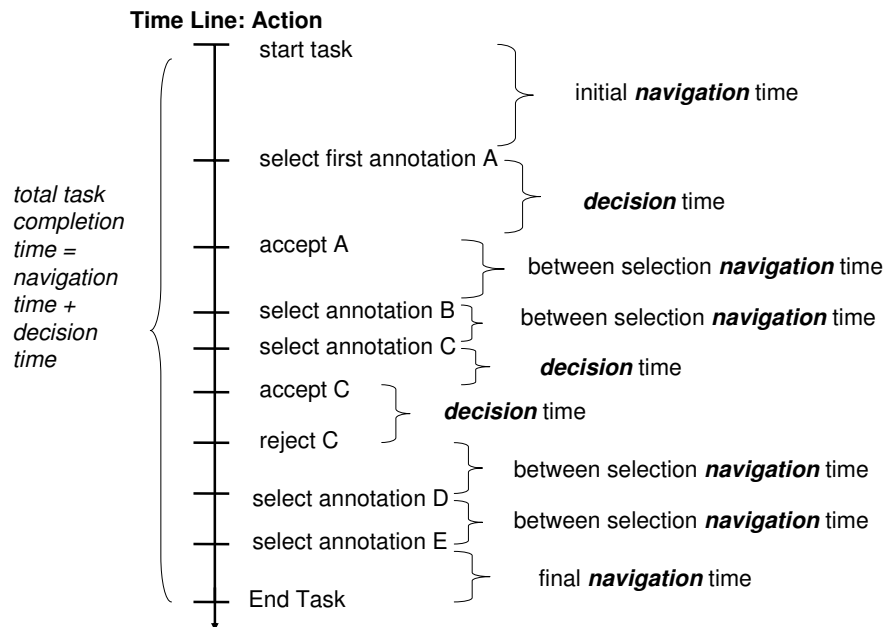 Time Line: Action
start task
initial navigation time
select first annotation A
decision time
total task
completion
time =
navigation
time +
decision
time
accept A
between selection navigation time
select annotation B
between selection navigation time
select annotation C
decision time
accept C
decision time
reject C
between selection navigation time
select annotation D
between selection navigation time
select annotation E
final navigation time
End Task